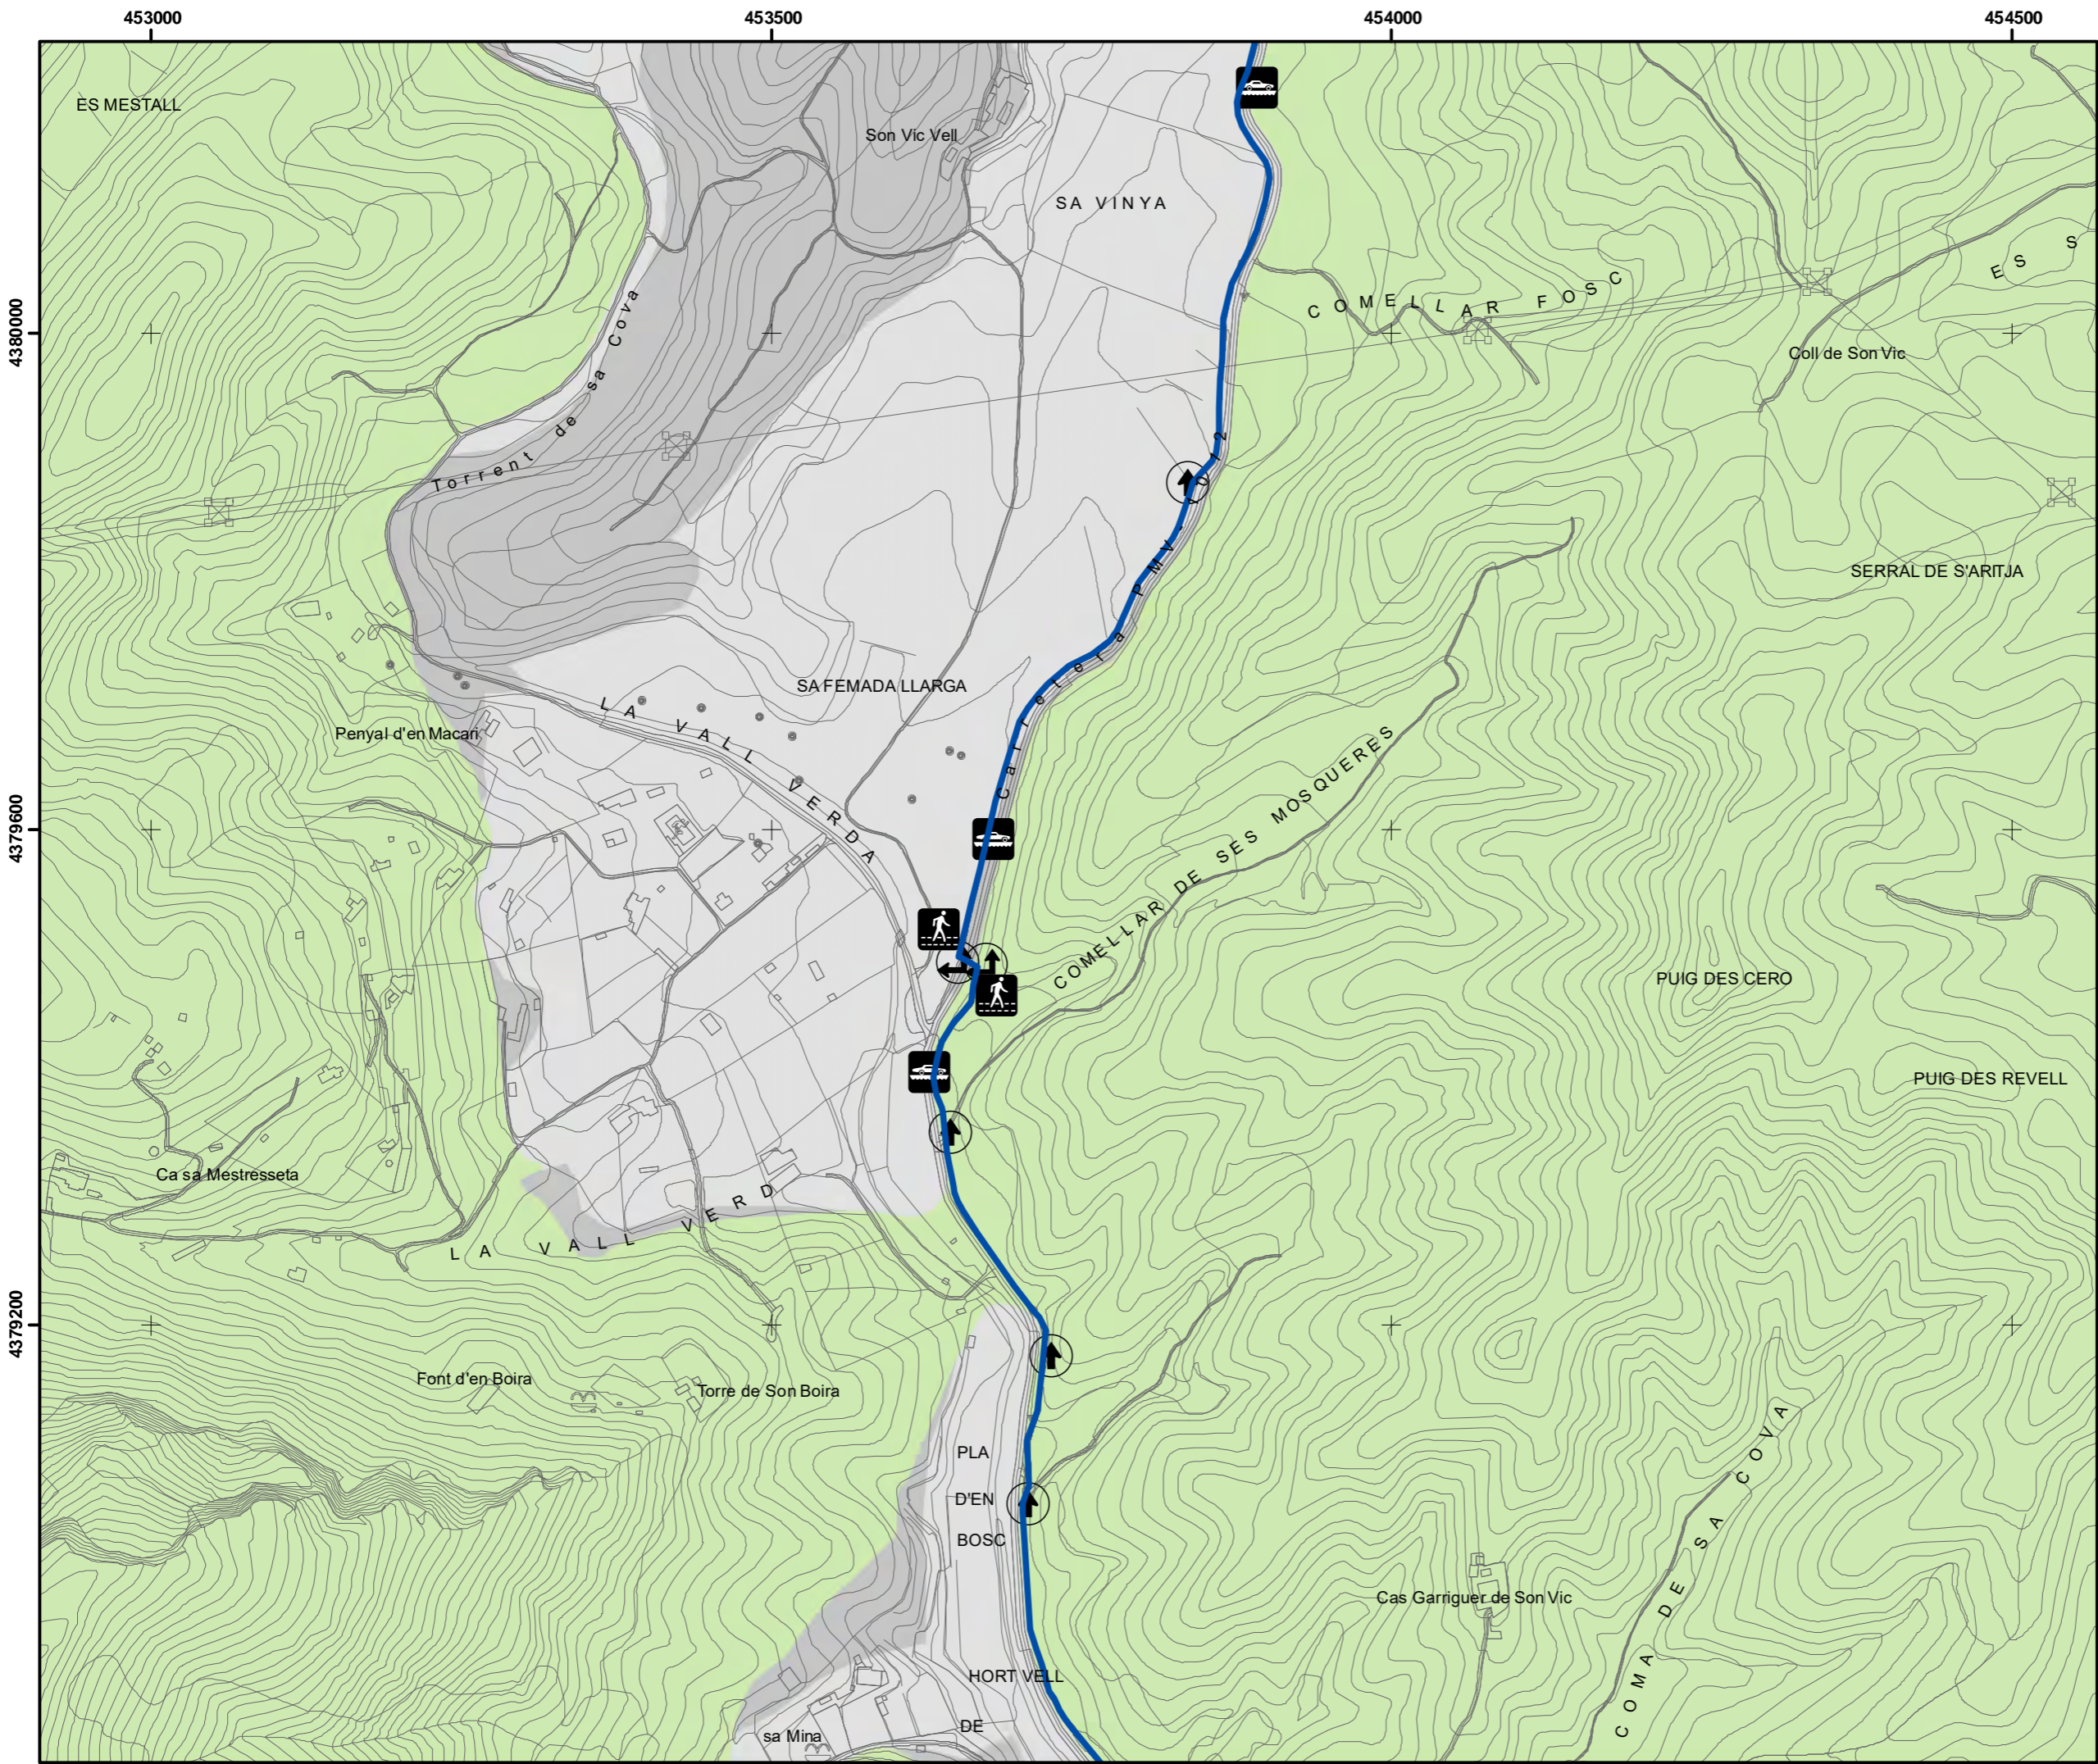 453000
453500
454000
454500
ES MESTALL
Son Vic Vell
SA VINYA
ES S
COMELLAR FOSC
4380000
Torrent de sa Cova
Coll de Son Vic
Carretera PMV-1012
SERRAL DE S'ARITJA
SA FEMADA LLARGA
LA VALL VERDA
Penyal d'en Macari
4379600
COMELLAR DE SES MOSQUERES
PUIG DES CERO
PUIG DES REVELL
Ca sa Mestresseta
LA VALL VERD
4379200
Font d'en Boira
Torre de Son Boira
PLA
D'EN
BOSC
COMA DE SA COVA
Cas Garriguer de Son Vic
HORT VELL
DE
sa Mina